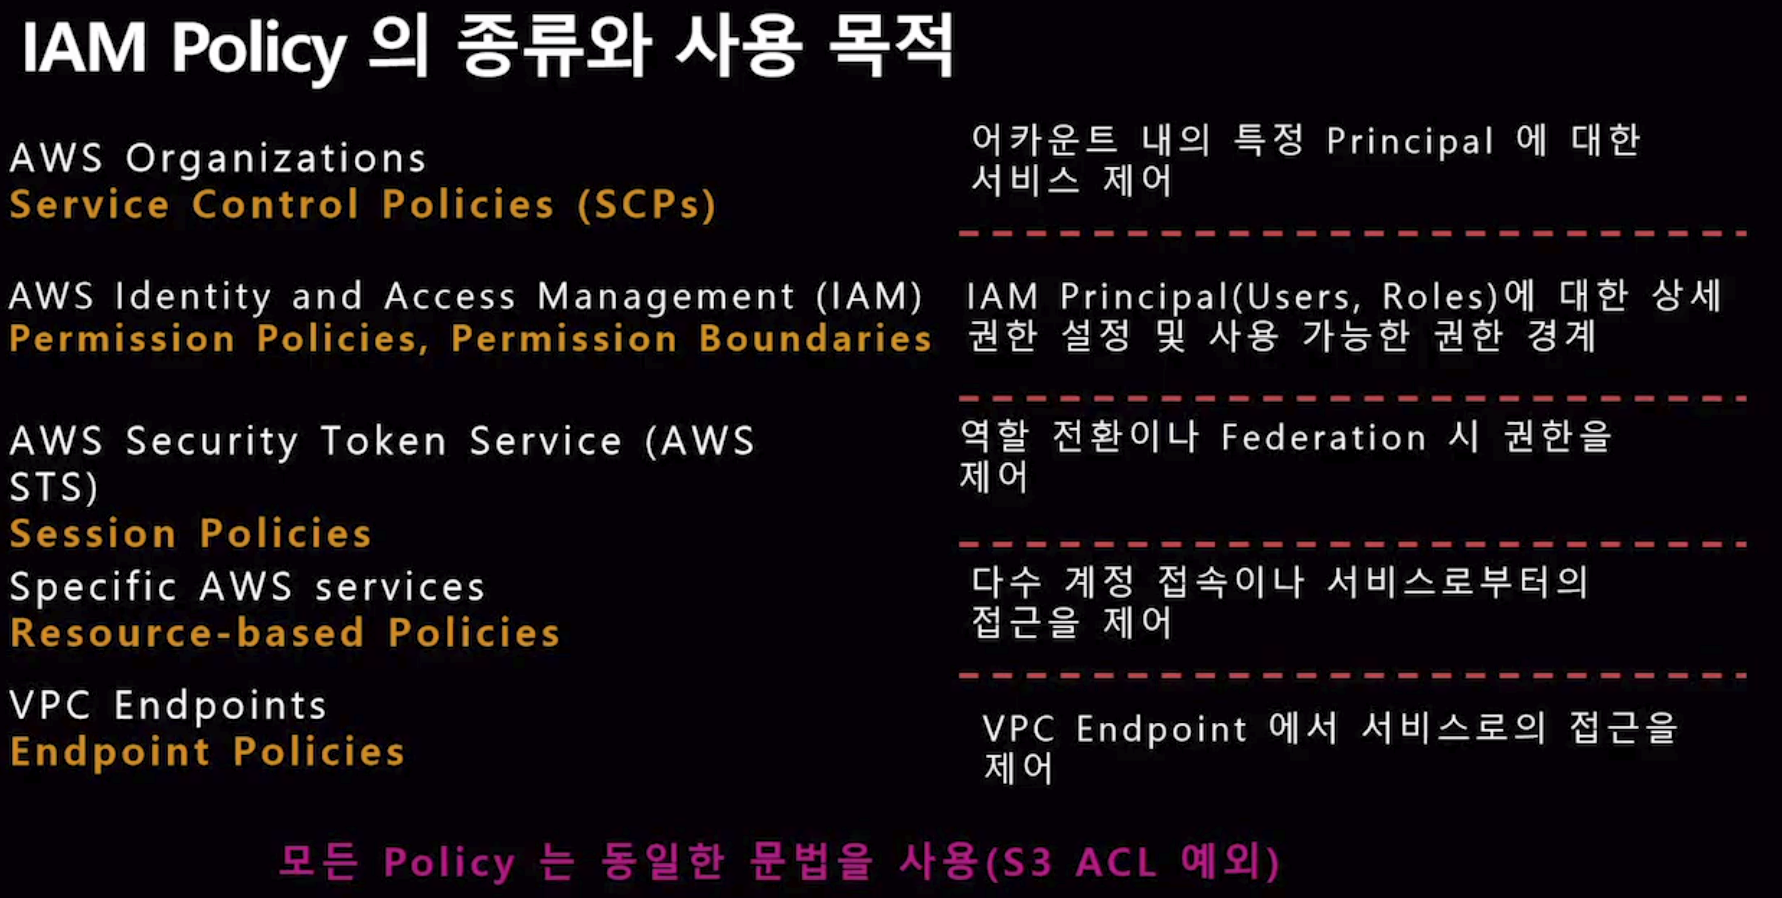 IAM Policy 의 종류와 사용 목적
AWS Organizations
Service Control Policies (SCPs)
어카운트 내의 특정 Principal 에 대한
서비스 제어
AWS Identity and Access Management (IAM)
Permission Policies, Permission Boundaries
IAM Principal(Users, Roles)에 대한 상세
권한 설정 및 사용 가능한 권한 경계
AWS Security Token Service (AWS
STS)
Session Policies
역할 전환이나 Federation 시 권한을
제어
Specific AWS services
Resource-based Policies
다수 계정 접속이나 서비스로부터의
접근을 제어
VPC Endpoints
Endpoint Policies
VPC Endpoint 에서 서비스로의 접근을
제어
모든 Policy 는 동일한 문법을 사용(S3 ACL 예외)